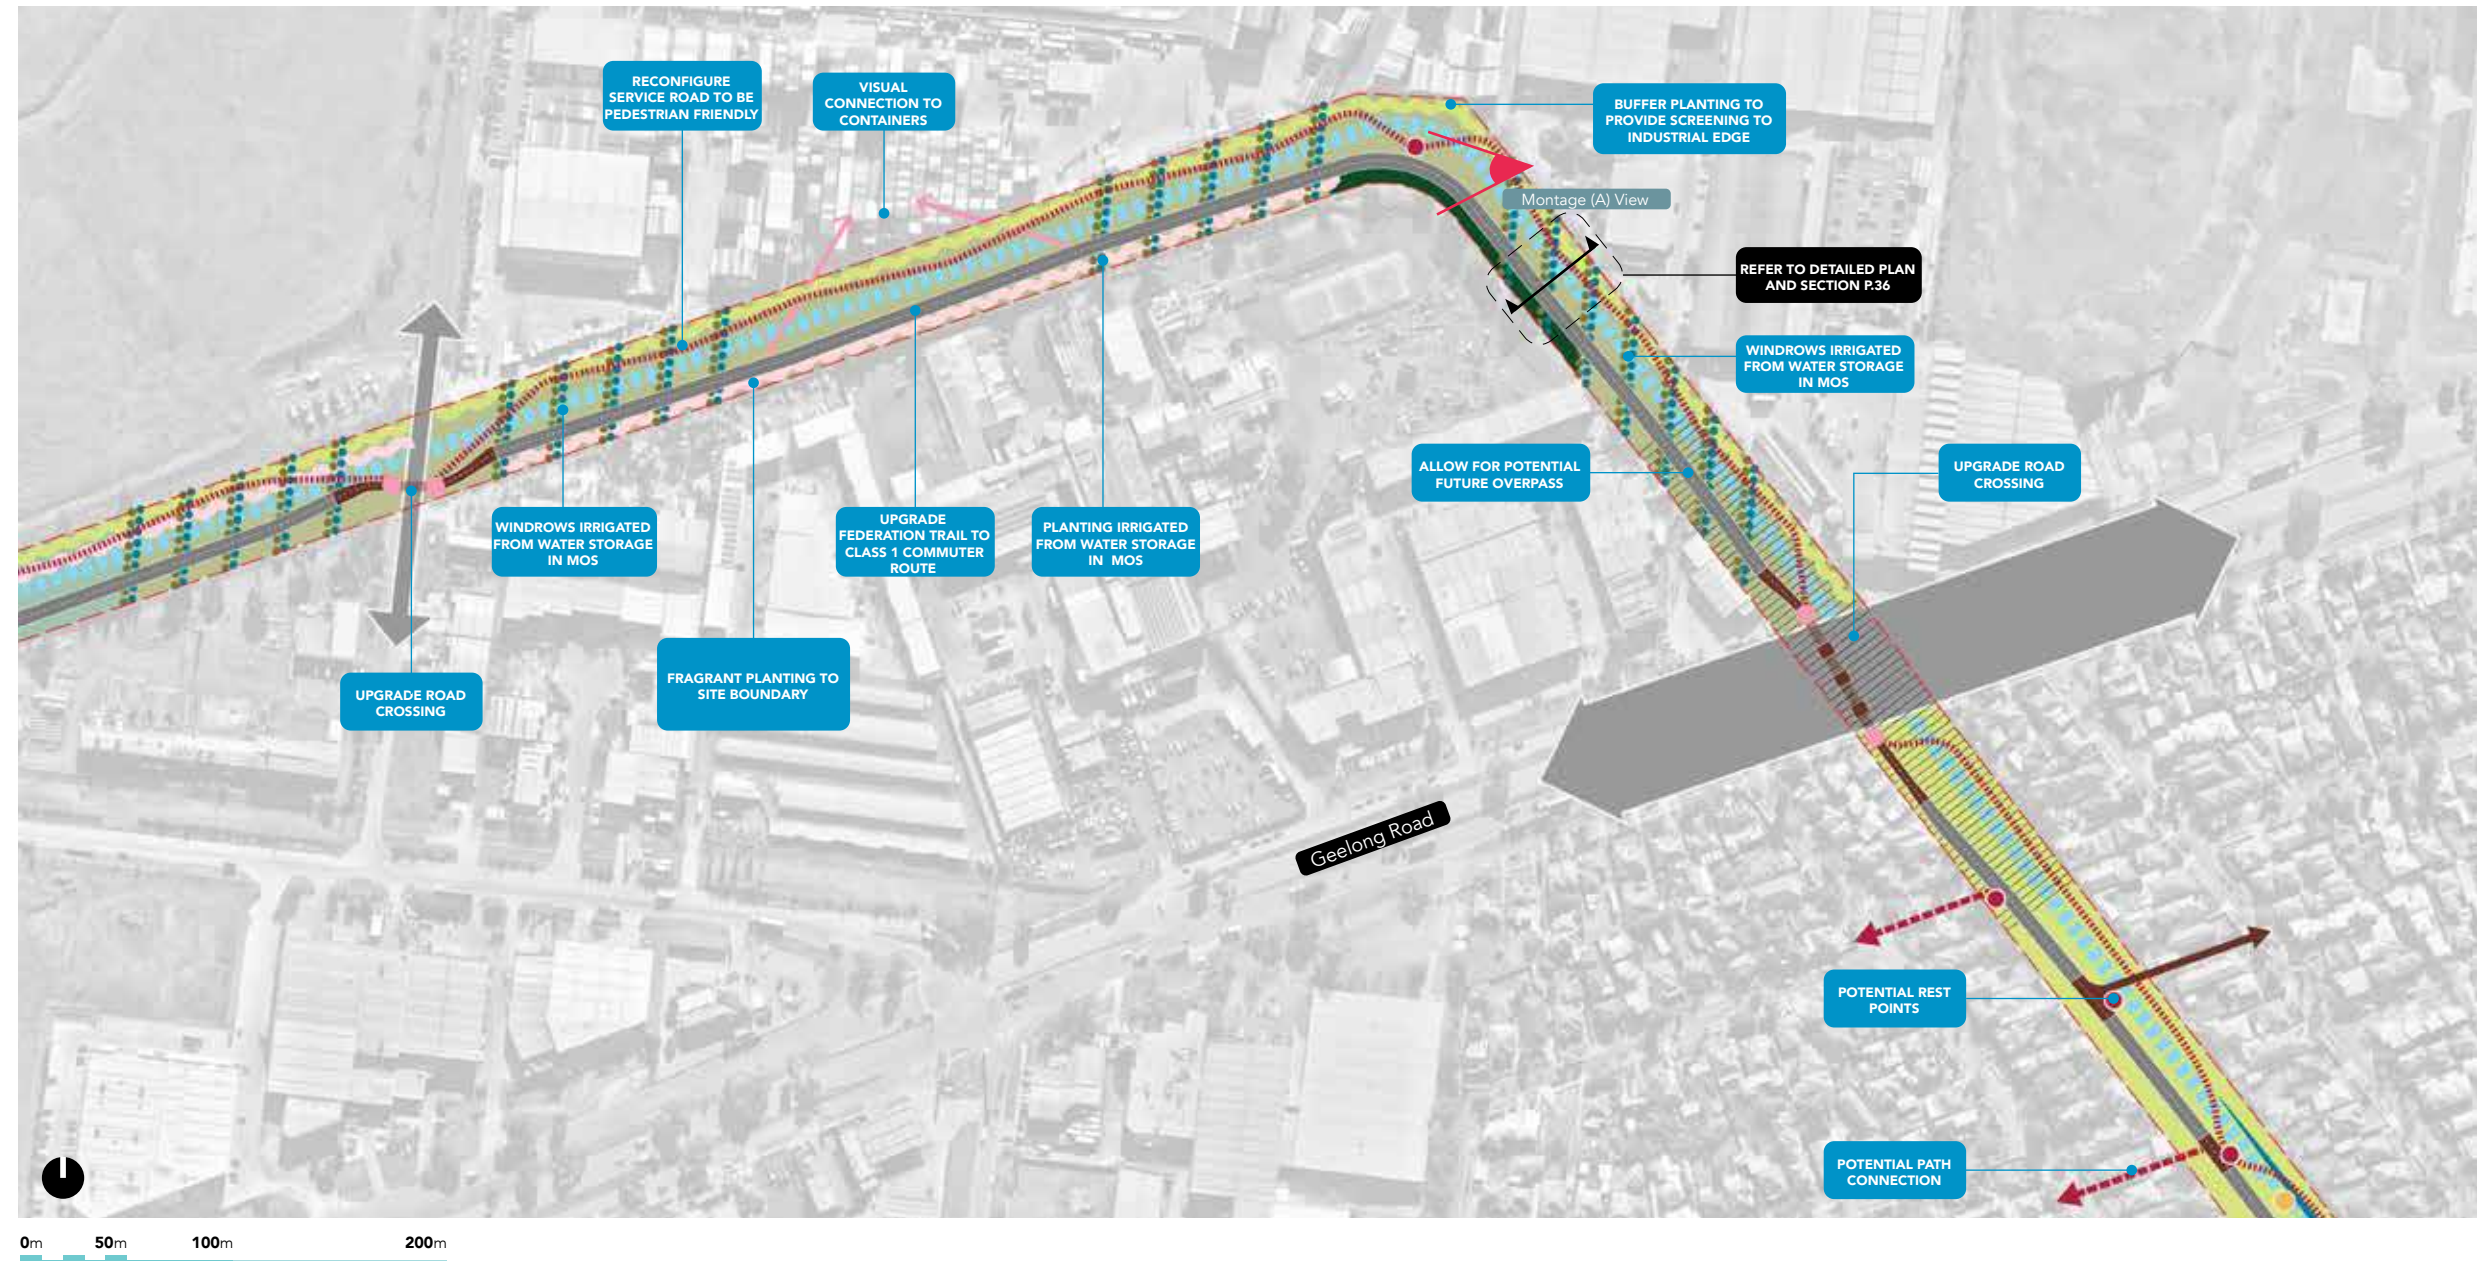 RECONFIGURE
SERVICE ROAD TO BE
PEDESTRIAN FRIENDLY
VISUAL
CONNECTION TO
CONTAINERS
BUFFER PLANTING TO
PROVIDE SCREENING TO
INDUSTRIAL EDGE
Montage (A) View
REFER TO DETAILED PLAN
AND SECTION P.36
WINDROWS IRRIGATED
FROM WATER STORAGE
IN MOS
ALLOW FOR POTENTIAL
FUTURE OVERPASS
UPGRADE ROAD
CROSSING
WINDROWS IRRIGATED
FROM WATER STORAGE
IN MOS
UPGRADE
FEDERATION TRAIL TO
CLASS 1 COMMUTER
ROUTE
PLANTING IRRIGATED
FROM WATER STORAGE
IN MOS
FRAGRANT PLANTING TO
SITE BOUNDARY
UPGRADE ROAD
CROSSING
Geelong Road
POTENTIAL REST
POINTS
POTENTIAL PATH
CONNECTION
0m 50m 100m 200m